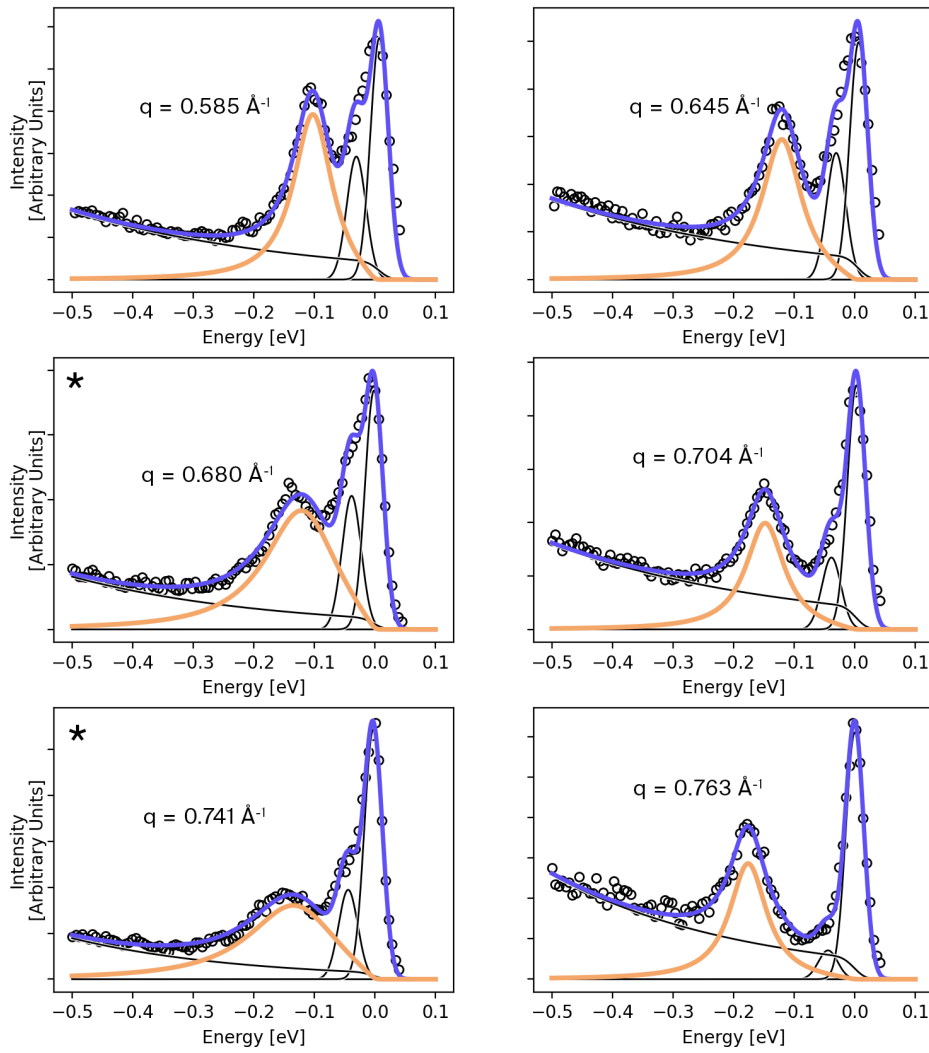 Intensity
[Arbitrary Units]
q = 0.585 Å-1
−0.5 −0.4 −0.3 −0.2 −0.1 0.0 0.1
Energy [eV]
q = 0.645 Å-1
−0.5 −0.4 −0.3 −0.2 −0.1 0.0 0.1
Energy [eV]
*
Intensity
[Arbitrary Units]
q = 0.680 Å-1
−0.5 −0.4 −0.3 −0.2 −0.1 0.0 0.1
Energy [eV]
q = 0.704 Å-1
−0.5 −0.4 −0.3 −0.2 −0.1 0.0 0.1
Energy [eV]
*
Intensity
[Arbitrary Units]
q = 0.741 Å-1
−0.5 −0.4 −0.3 −0.2 −0.1 0.0 0.1
Energy [eV]
q = 0.763 Å-1
−0.5 −0.4 −0.3 −0.2 −0.1 0.0 0.1
Energy [eV]